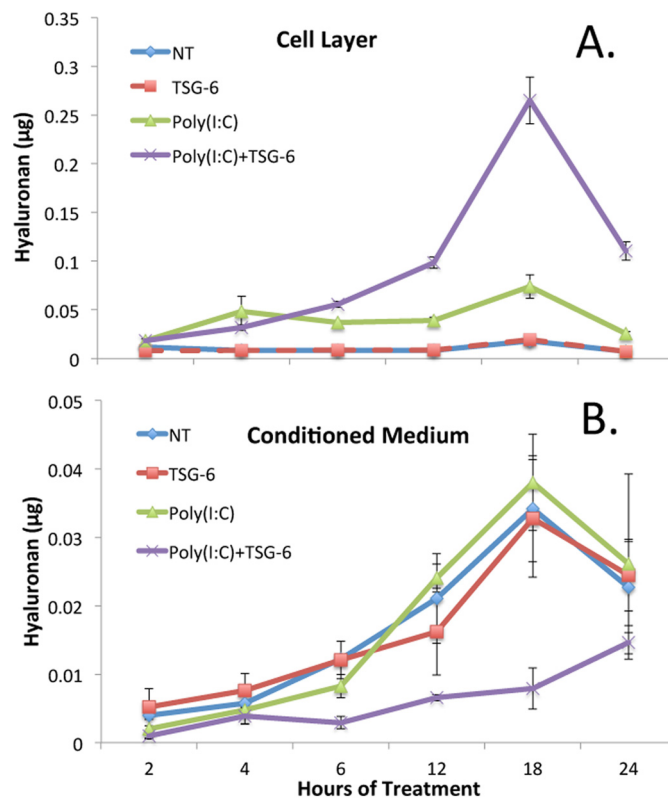 0.35
Cell Layer
A.
0.3
NT
TSG-6
0.25
Poly(I:C)
0.2
Poly(I:C)+TSG-6
0.15
0.1
0.05
0
Hyaluronan (µg)
0.05
B.
NT
Conditioned Medium
0.04
TSG-6
Poly(I:C)
0.03
Poly(I:C)+TSG-6
0.02
0.01
0
Hyaluronan (µg)
2 4 6 12 18 24
Hours of Treatment